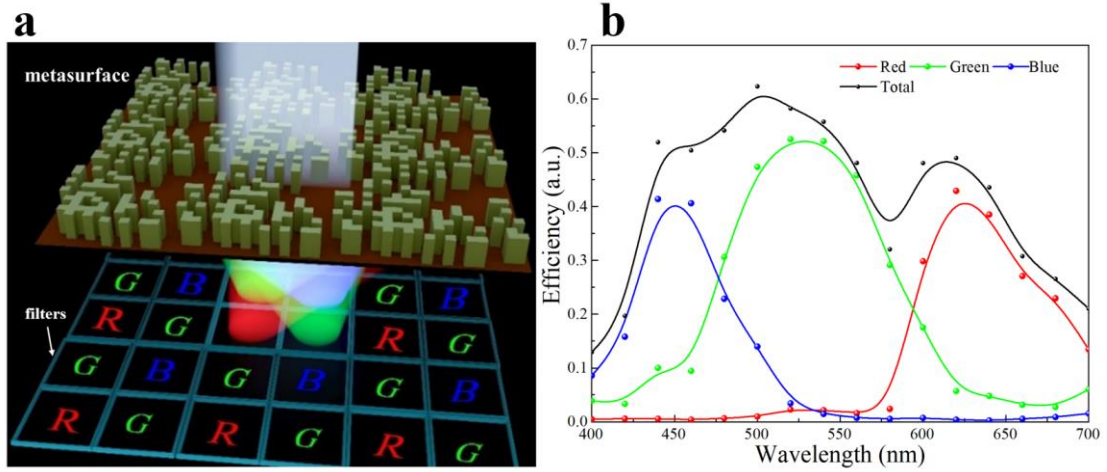 a
metasurface
filters
G B G B
R G R G
G B G B G B
R G R G R G
b
Red Green Blue
Total
Efficiency (a.u.)
0.7
0.6
0.5
0.4
0.3
0.2
0.1
0.0
400 450 500 550 600 650 700
Wavelength (nm)